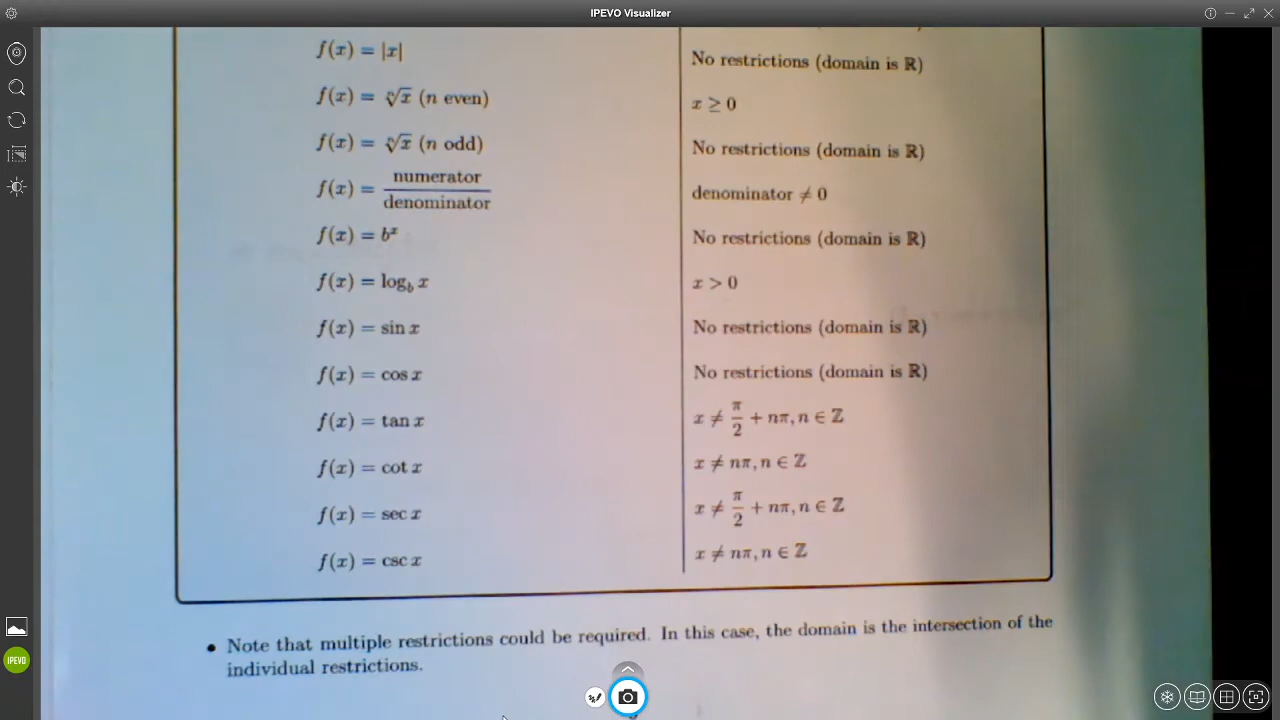 IPEVO Visualizer
f(x) = |x|
No restrictions (domain is ℝ)
f(x) = ⁿ√x (n even)
x ≥ 0
f(x) = ⁿ√x (n odd)
No restrictions (domain is ℝ)
f(x) = numerator / denominator
denominator ≠ 0
f(x) = bˣ
No restrictions (domain is ℝ)
f(x) = log_b x
x > 0
f(x) = sin x
No restrictions (domain is ℝ)
f(x) = cos x
No restrictions (domain is ℝ)
f(x) = tan x
x ≠ π/2 + nπ, n ∈ ℤ
f(x) = cot x
x ≠ nπ, n ∈ ℤ
f(x) = sec x
x ≠ π/2 + nπ, n ∈ ℤ
f(x) = csc x
x ≠ nπ, n ∈ ℤ
• Note that multiple restrictions could be required. In this case, the domain is the intersection of the
individual restrictions.
IPEVO